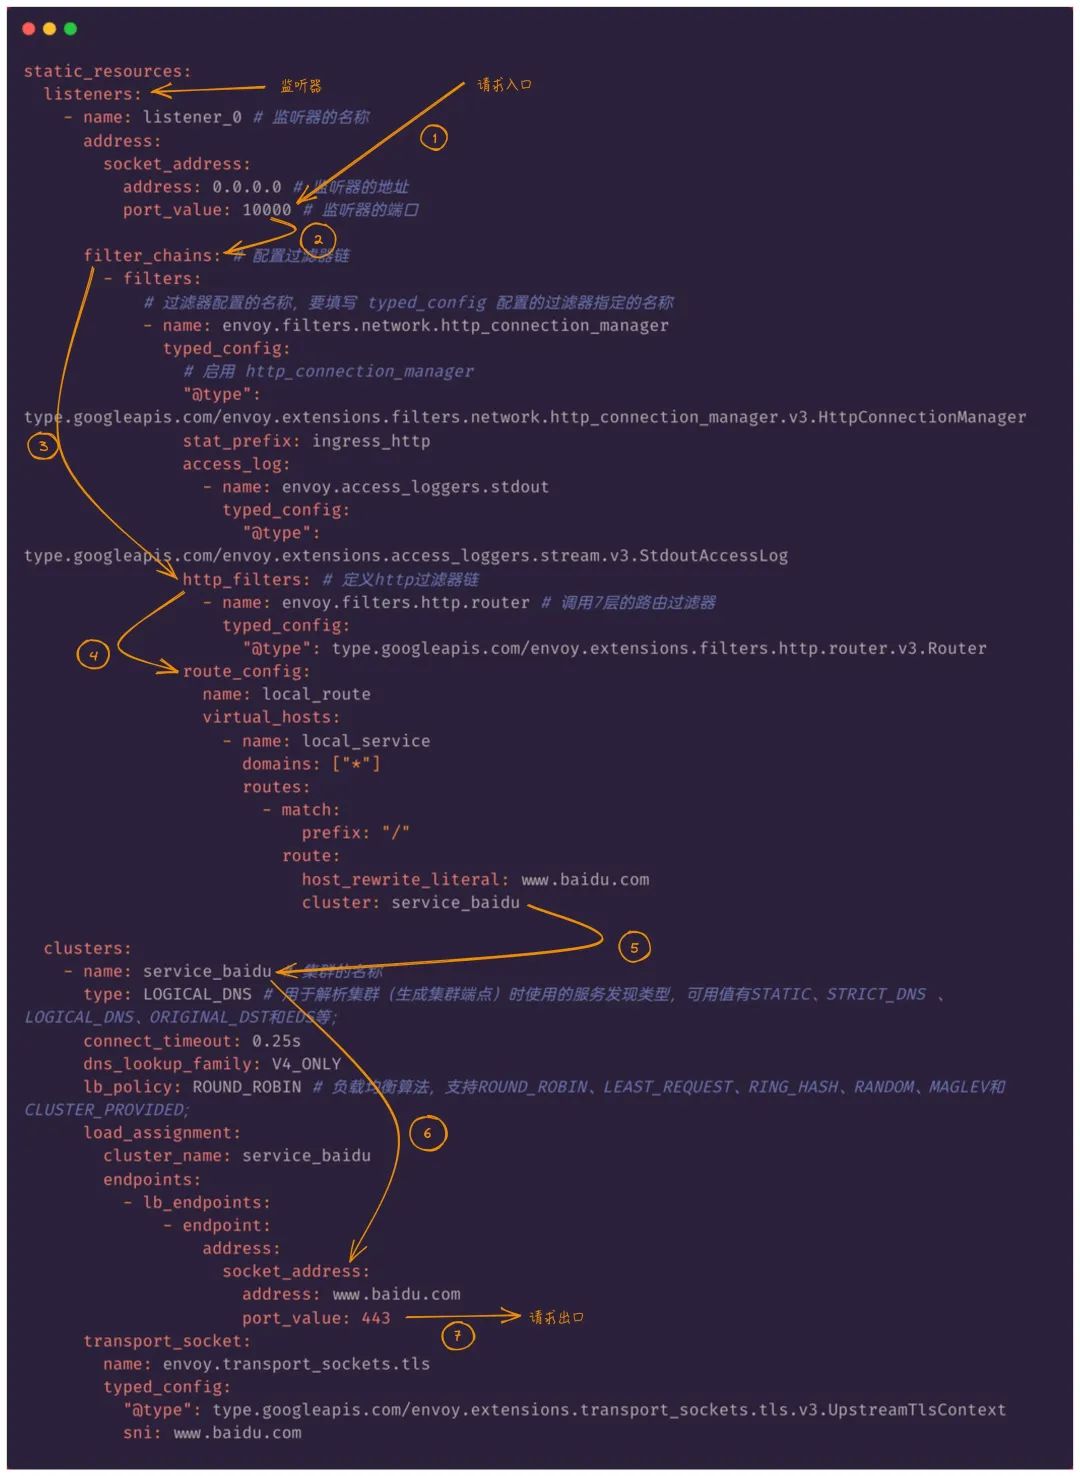 static_resources:
listeners:
监听器
请求入口
- name: listener_0 # 监听器的名称
1
address:
socket_address:
address: 0.0.0.0 # 监听器的地址
port_value: 10000 # 监听器的端口
2
filter_chains: # 配置过滤器链
- filters:
# 过滤器配置的名称，要填写 typed_config 配置的过滤器指定的名称
- name: envoy.filters.network.http_connection_manager
typed_config:
# 启用 http_connection_manager
"@type":
type.googleapis.com/envoy.extensions.filters.network.http_connection_manager.v3.HttpConnectionManager
3
stat_prefix: ingress_http
access_log:
- name: envoy.access_loggers.stdout
typed_config:
"@type":
type.googleapis.com/envoy.extensions.access_loggers.stream.v3.StdoutAccessLog
http_filters: # 定义http过滤器链
- name: envoy.filters.http.router # 调用7层的路由过滤器
typed_config:
4
"@type": type.googleapis.com/envoy.extensions.filters.http.router.v3.Router
route_config:
name: local_route
virtual_hosts:
- name: local_service
domains: ["*"]
routes:
- match:
prefix: "/"
route:
host_rewrite_literal: www.baidu.com
cluster: service_baidu
5
clusters:
- name: service_baidu # 集群的名称
type: LOGICAL_DNS # 用于解析集群（生成集群端点）时使用的服务发现类型，可用值有STATIC、STRICT_DNS 、
LOGICAL_DNS、ORIGINAL_DST和EDS等；
connect_timeout: 0.25s
dns_lookup_family: V4_ONLY
lb_policy: ROUND_ROBIN # 负载均衡算法，支持ROUND_ROBIN、LEAST_REQUEST、RING_HASH、RANDOM、MAGLEV和
CLUSTER_PROVIDED；
load_assignment:
6
cluster_name: service_baidu
endpoints:
- lb_endpoints:
- endpoint:
address:
socket_address:
address: www.baidu.com
port_value: 443
请求出口
7
transport_socket:
name: envoy.transport_sockets.tls
typed_config:
"@type": type.googleapis.com/envoy.extensions.transport_sockets.tls.v3.UpstreamTlsContext
sni: www.baidu.com